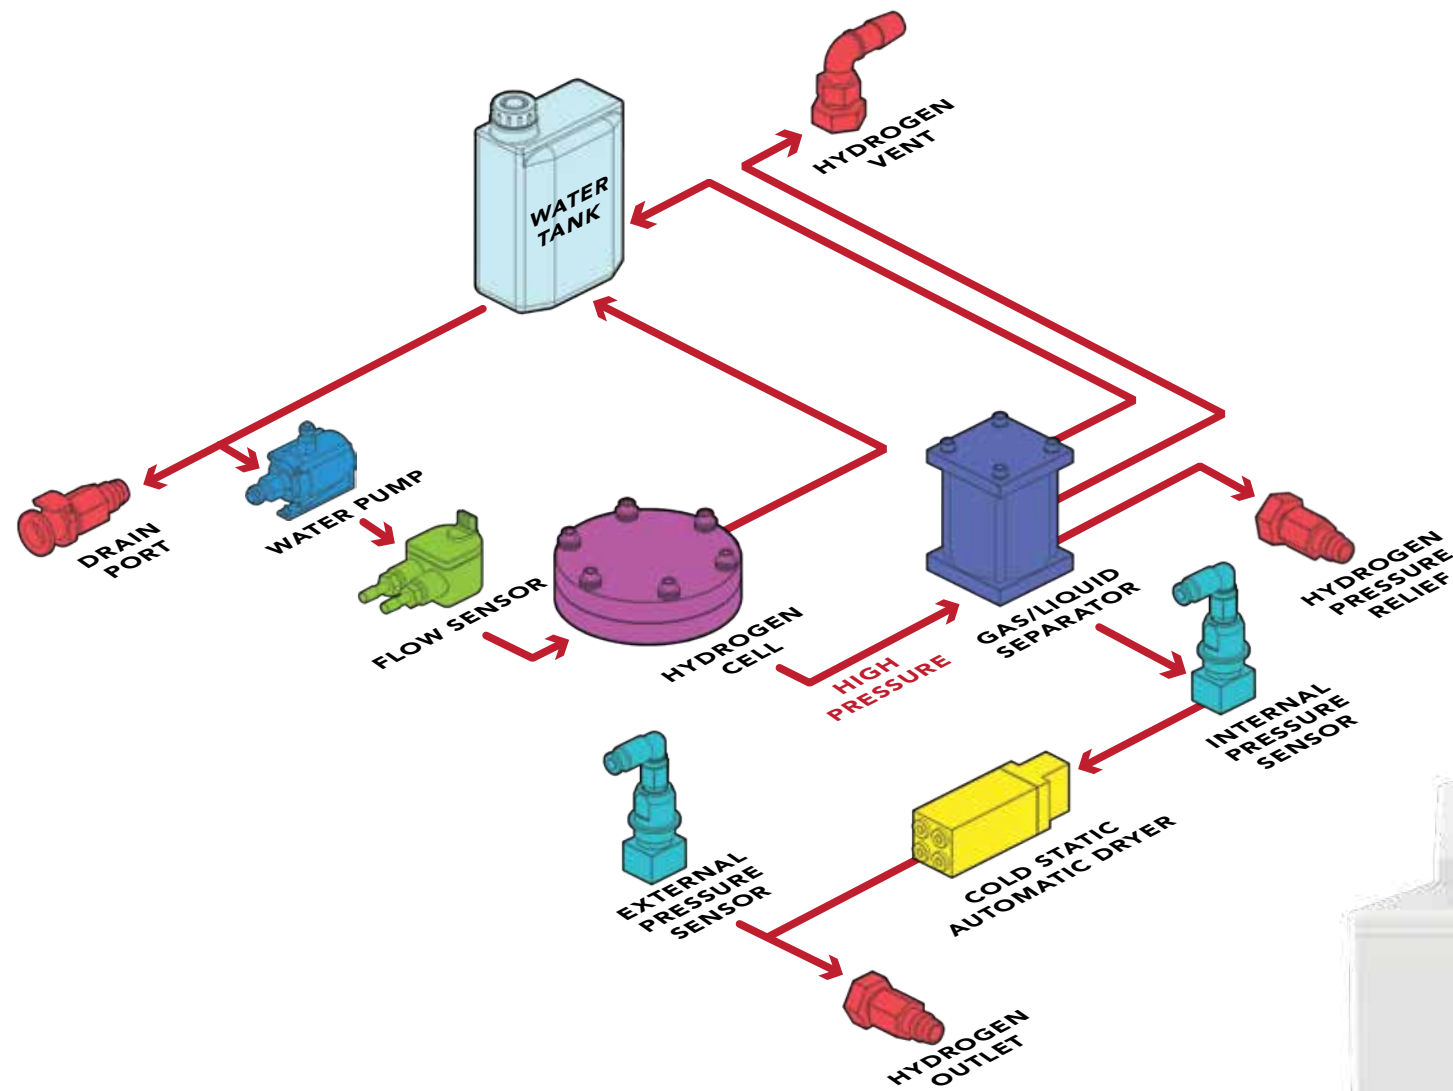 HYDROGEN
VENT
WATER
TANK
DRAIN
PORT
WATER PUMP
FLOW SENSOR
HYDROGEN
CELL
HIGH
PRESSURE
GAS/LIQUID
SEPARATOR
HYDROGEN
PRESSURE
RELIEF
INTERNAL
PRESSURE
SENSOR
EXTERNAL
PRESSURE
SENSOR
COLD STATIC
AUTOMATIC DRYER
HYDROGEN
OUTLET